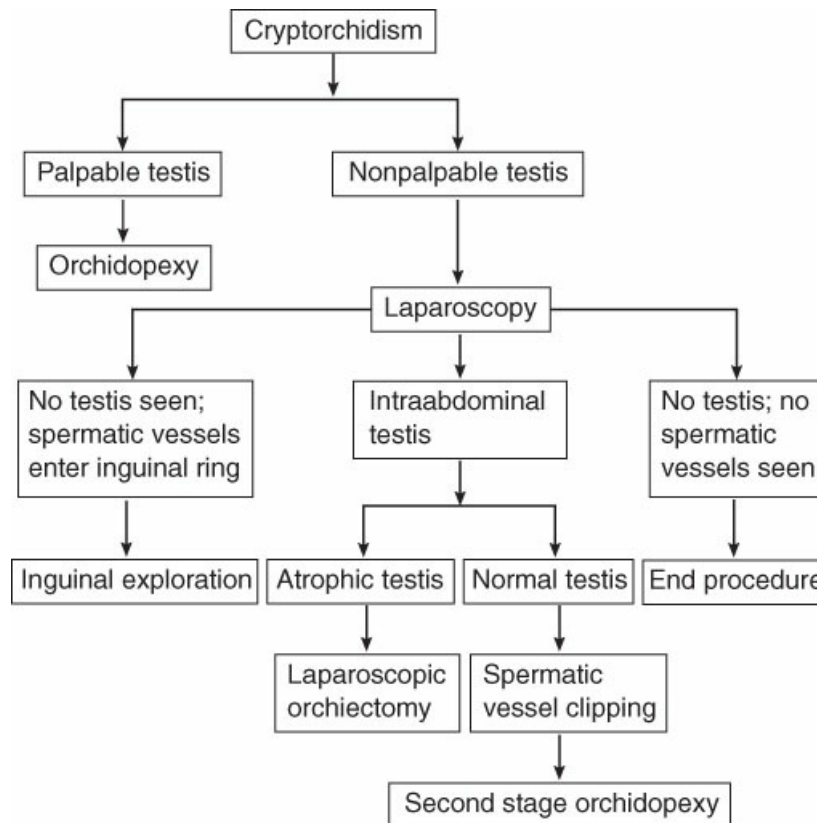 Cryptorchidism
Palpable testis
Nonpalpable testis
Orchidopexy
Laparoscopy
No testis seen;
spermatic vessels
enter inguinal ring
Intraabdominal
testis
No testis; no
spermatic
vessels seen
Inguinal exploration
Atrophic testis
Normal testis
End procedure
Laparoscopic
orchiectomy
Spermatic
vessel clipping
Second stage orchidopexy